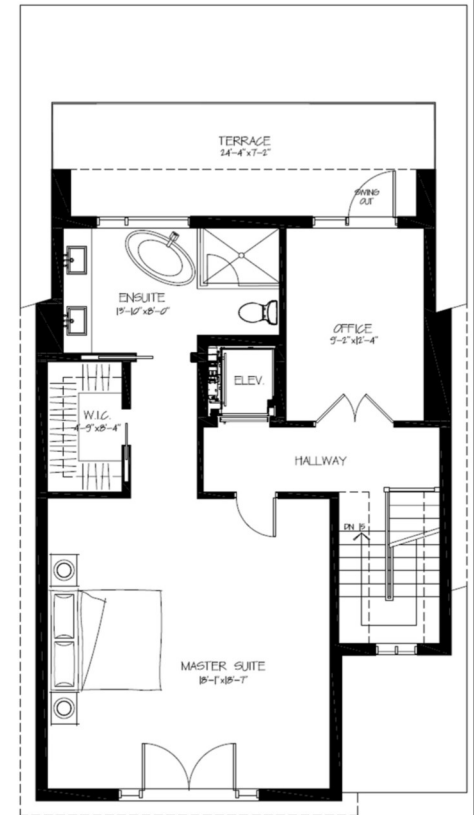 TERRACE
24'-4"x7'-2"
SWING
OUT
ENSUITE
13'-10"x8'-0"
OFFICE
9'-2"x12'-4"
ELEV.
W.I.C.
4'-9"x8'-4"
HALLWAY
DN 15
MASTER SUITE
18'-1"x18'-7"